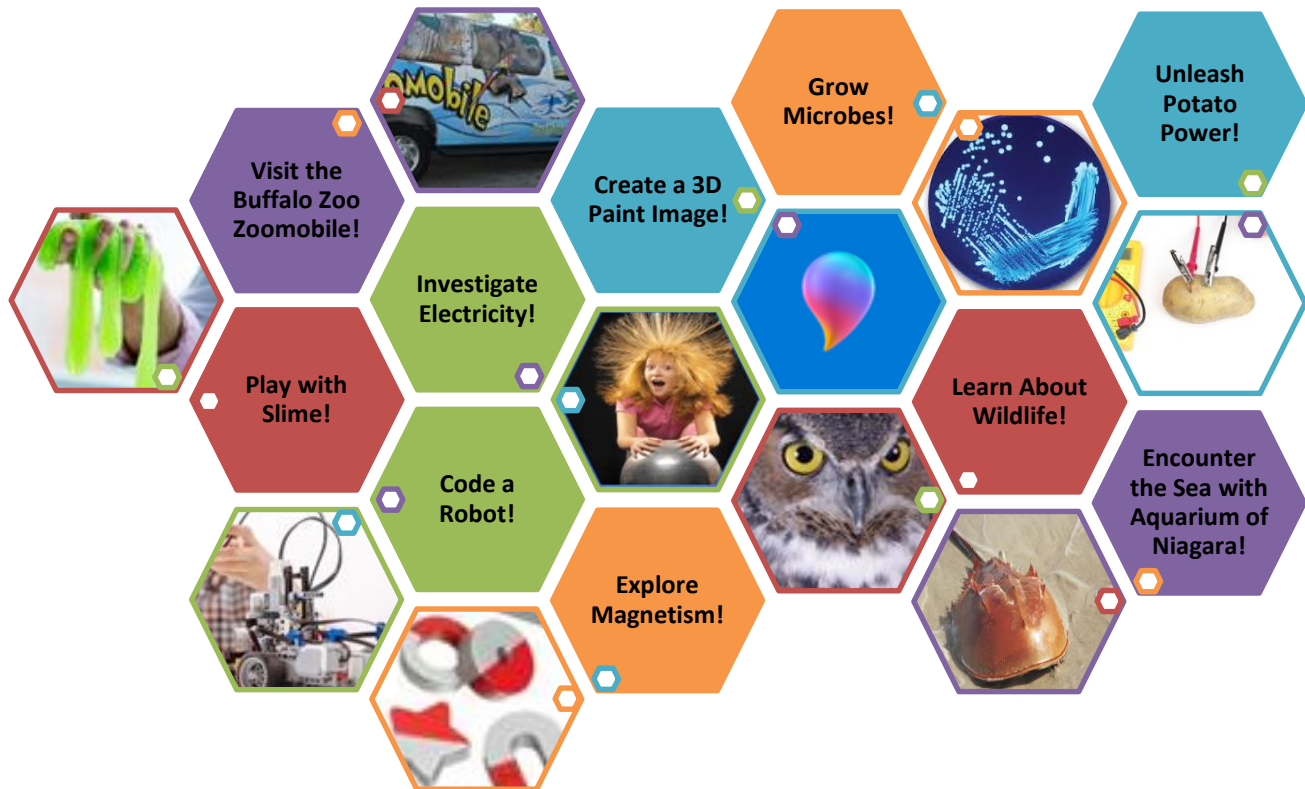 omobile
Grow
Microbes!
Unleash
Potato
Power!
Visit the
Buffalo Zoo
Zoomobile!
Create a 3D
Paint Image!
Investigate
Electricity!
Play with
Slime!
Learn About
Wildlife!
Code a
Robot!
Encounter
the Sea with
Aquarium of
Niagara!
Explore
Magnetism!